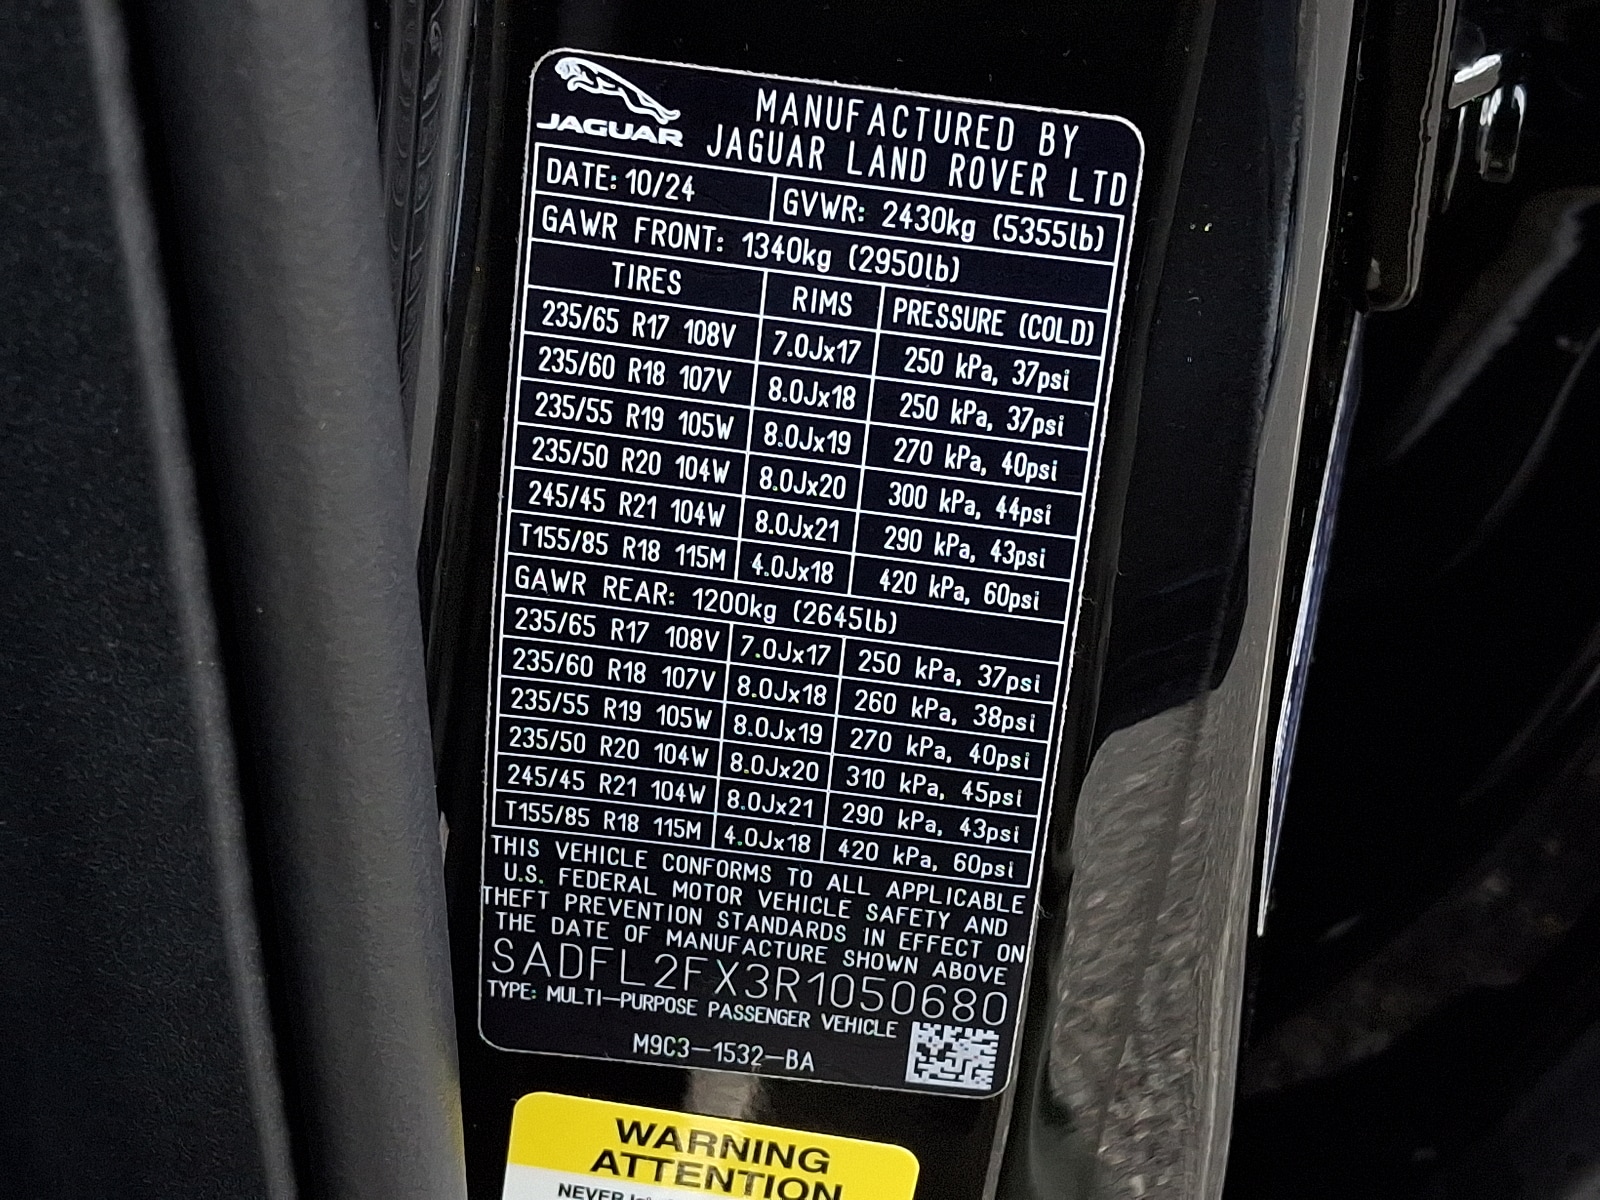 JAGUAR
MANUFACTURED BY
JAGUAR LAND ROVER LTD
DATE: 10/24 GVWR: 2430kg (5355lb)
GAWR FRONT: 1340kg (2950lb)
TIRES RIMS PRESSURE (COLD)
235/65 R17 108V 7.0Jx17 250 kPa, 37psi
235/60 R18 107V 8.0Jx18 250 kPa, 37psi
235/55 R19 105W 8.0Jx19 270 kPa, 40psi
235/50 R20 104W 8.0Jx20 300 kPa, 44psi
245/45 R21 104W 8.0Jx21 290 kPa, 43psi
T155/85 R18 115M 4.0Jx18 420 kPa, 60psi
GAWR REAR: 1200kg (2645lb)
235/65 R17 108V 7.0Jx17 250 kPa, 37psi
235/60 R18 107V 8.0Jx18 260 kPa, 38psi
235/55 R19 105W 8.0Jx19 270 kPa, 40psi
235/50 R20 104W 8.0Jx20 310 kPa, 45psi
245/45 R21 104W 8.0Jx21 290 kPa, 43psi
T155/85 R18 115M 4.0Jx18 420 kPa, 60psi
THIS VEHICLE CONFORMS TO ALL APPLICABLE
U.S. FEDERAL MOTOR VEHICLE SAFETY AND
THEFT PREVENTION STANDARDS IN EFFECT ON
THE DATE OF MANUFACTURE SHOWN ABOVE
SADFL2FX3R1050680
TYPE: MULTI-PURPOSE PASSENGER VEHICLE
M9C3-1532-BA
WARNING
ATTENTION
NEVER